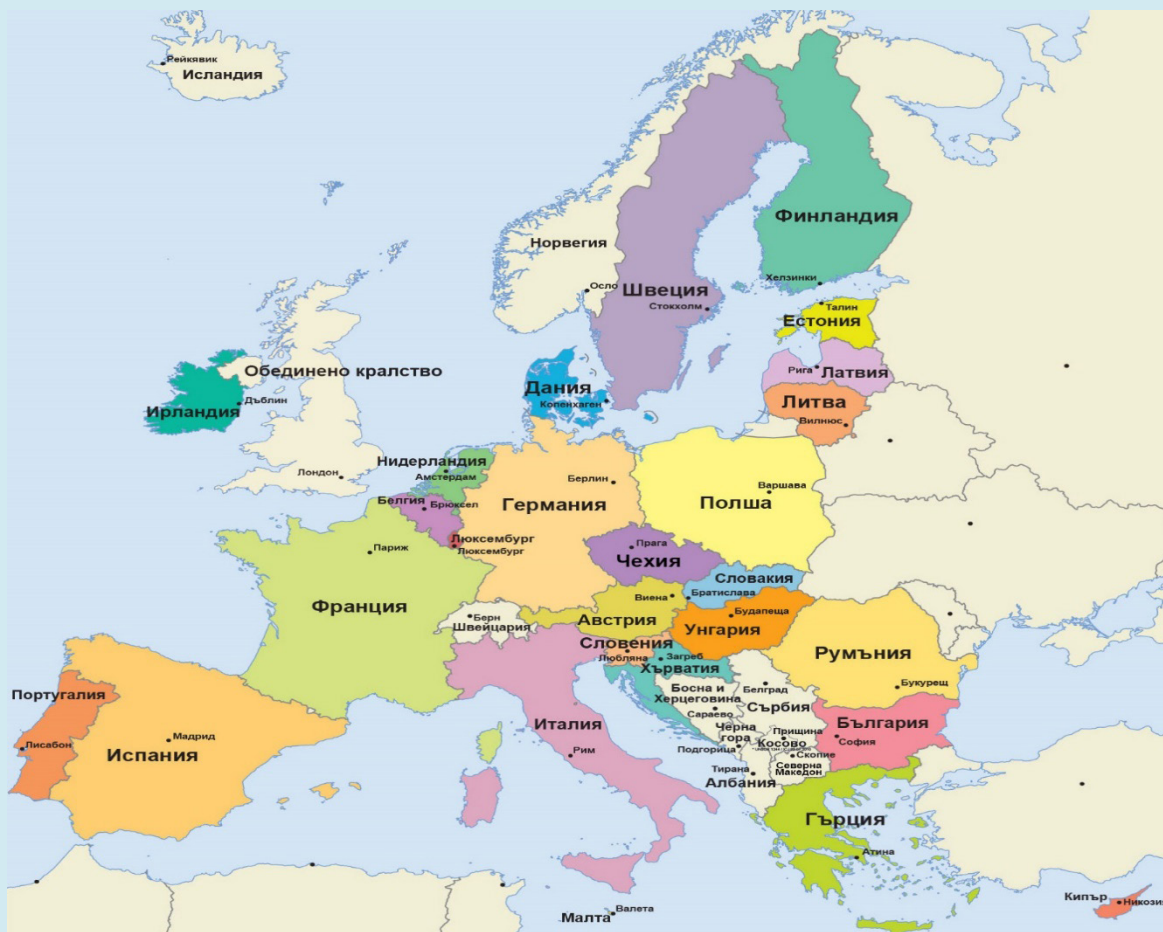 Рейкявик
Исландия
Финландия
Норвегия
Хелзинки
Осло
Швеция
Стокхолм
Талин
Естония
Обединено кралство
Рига
Латвия
Дания
Копенхаген
Литва
Вилнюс
Ирландия
Дъблин
Нидерландия
Амстердам
Лондон
Берлин
Варшава
Германия
Полша
Белгия
Брюксел
Люксембург
Люксембург
Париж
Прага
Чехия
Словакия
Братислава
Виена
Франция
Берн
Швейцария
Австрия
Будапеща
Унгария
Словения
Любляна
Загреб
Хърватия
Румъния
Букурещ
Португалия
Лисабон
Мадрид
Испания
Италия
Рим
Босна и
Херцеговина
Сараево
Белград
Сърбия
Черна
гора
Подгорица
Прищина
Косово
България
София
Скопие
Северна
Македон
Тирана
Албания
Гърция
Атина
Малта
Валета
Кипър
Никозия